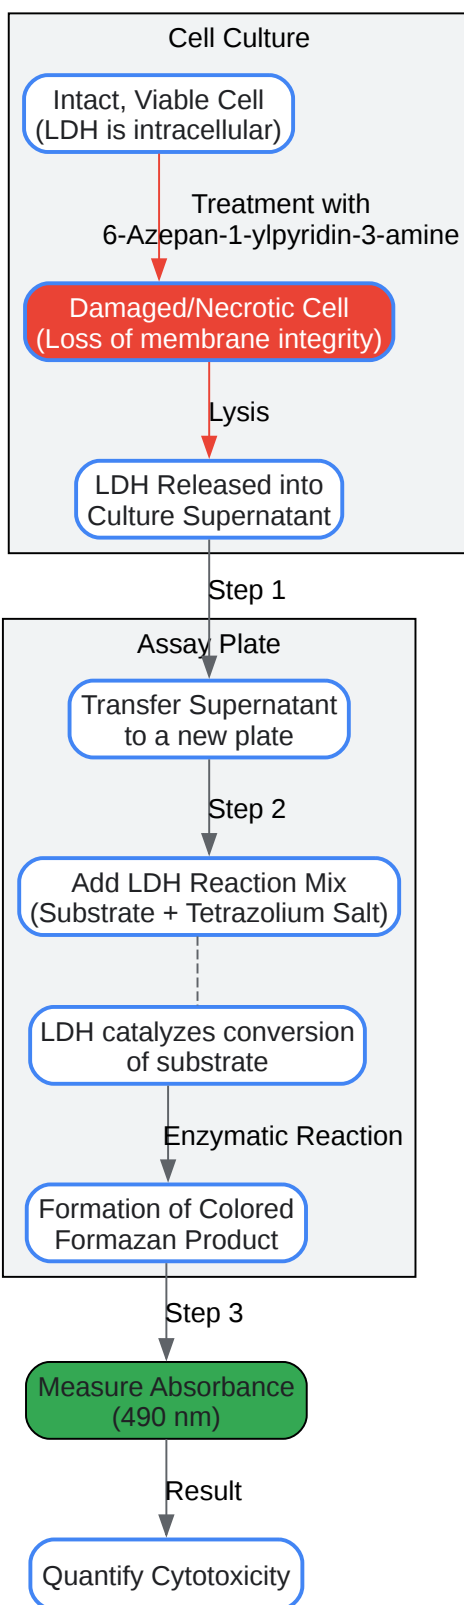 Cell Culture
Intact, Viable Cell
(LDH is intracellular)
Treatment with
6-Azepan-1-ylpyridin-3-amine
Damaged/Necrotic Cell
(Loss of membrane integrity)
Lysis
LDH Released into
Culture Supernatant
Step 1
Assay Plate
Transfer Supernatant
to a new plate
Step 2
Add LDH Reaction Mix
(Substrate + Tetrazolium Salt)
LDH catalyzes conversion
of substrate
Enzymatic Reaction
Formation of Colored
Formazan Product
Step 3
Measure Absorbance
(490 nm)
Result
Quantify Cytotoxicity